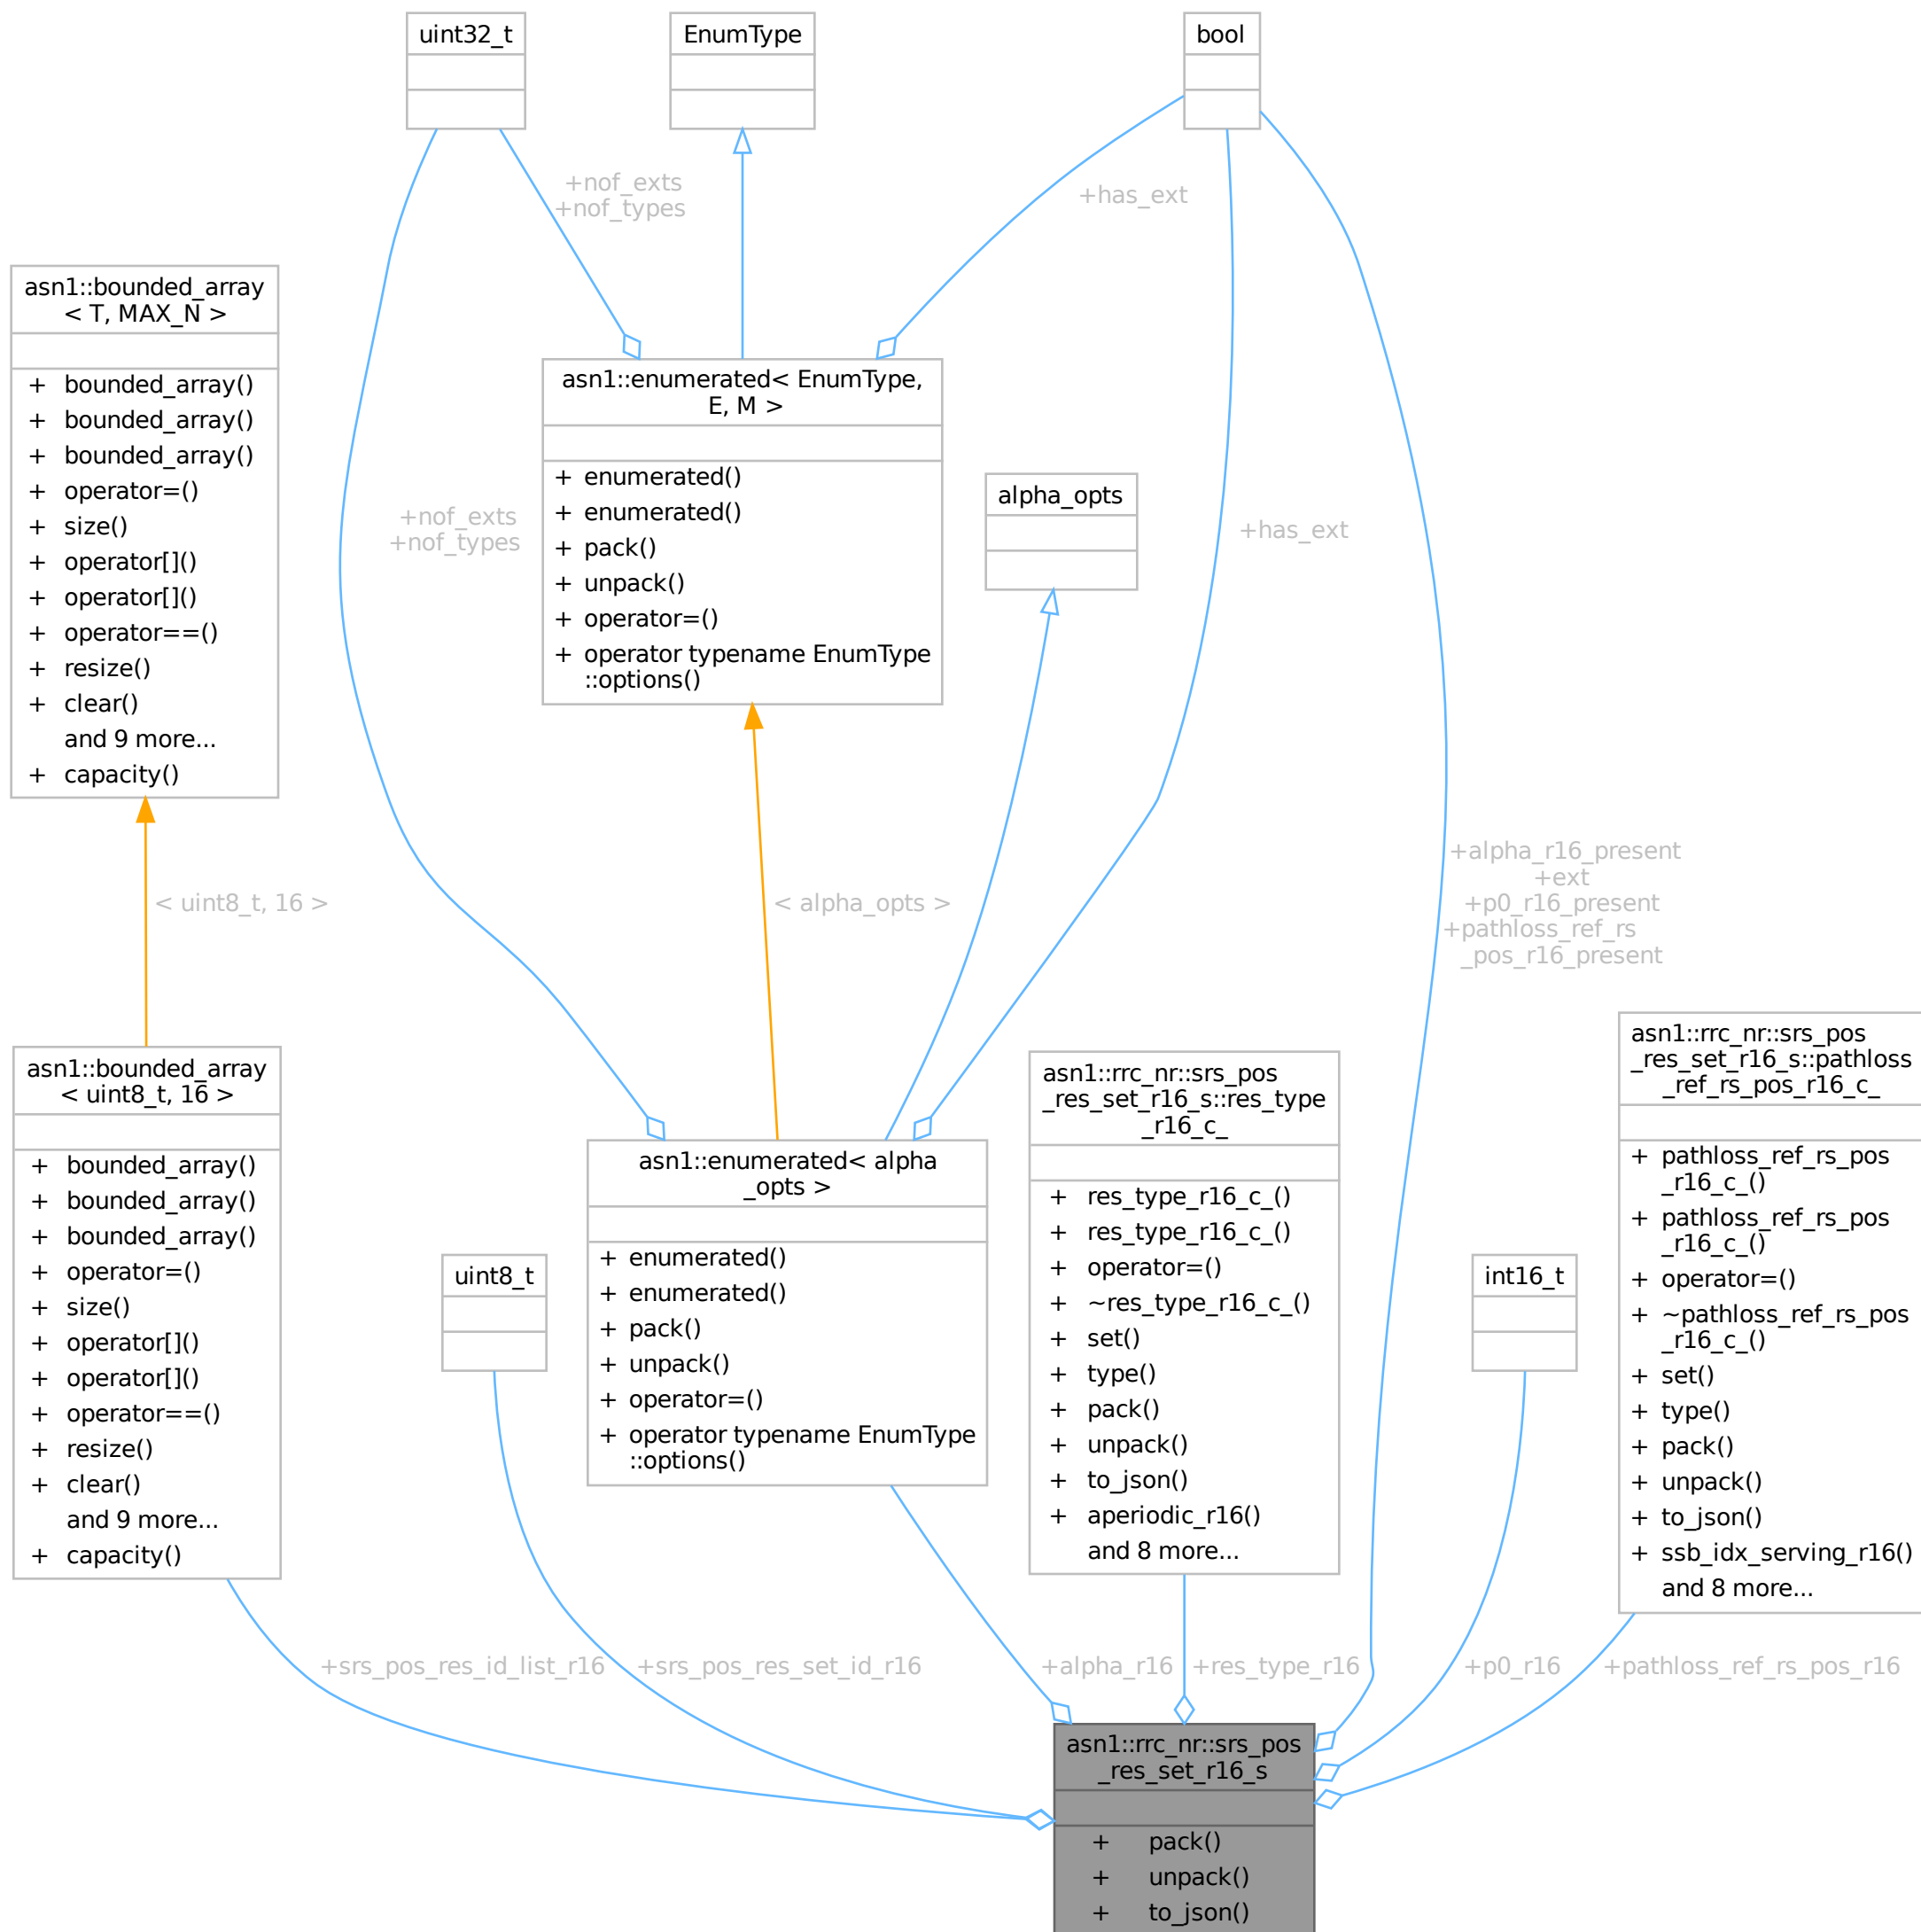 uint32_t
EnumType
bool
+nof_exts
+nof_types
+has_ext
asn1::bounded_array
< T, MAX_N >
+ bounded_array()
+ bounded_array()
+ bounded_array()
+ operator=()
+ size()
+ operator[]()
+ operator[]()
+ operator==()
+ resize()
+ clear()
and 9 more...
+ capacity()
asn1::enumerated< EnumType,
E, M >
+ enumerated()
+ enumerated()
+ pack()
+ unpack()
+ operator=()
+ operator typename EnumType
::options()
alpha_opts
+nof_exts
+nof_types
+has_ext
< uint8_t, 16 >
< alpha_opts >
+alpha_r16_present
+ext
+p0_r16_present
+pathloss_ref_rs
_pos_r16_present
asn1::bounded_array
< uint8_t, 16 >
+ bounded_array()
+ bounded_array()
+ bounded_array()
+ operator=()
+ size()
+ operator[]()
+ operator[]()
+ operator==()
+ resize()
+ clear()
and 9 more...
+ capacity()
uint8_t
asn1::enumerated< alpha
_opts >
+ enumerated()
+ enumerated()
+ pack()
+ unpack()
+ operator=()
+ operator typename EnumType
::options()
asn1::rrc_nr::srs_pos
_res_set_r16_s::res_type
_r16_c_
+ res_type_r16_c_()
+ res_type_r16_c_()
+ operator=()
+ ~res_type_r16_c_()
+ set()
+ type()
+ pack()
+ unpack()
+ to_json()
+ aperiodic_r16()
and 8 more...
int16_t
asn1::rrc_nr::srs_pos
_res_set_r16_s::pathloss
_ref_rs_pos_r16_c_
+ pathloss_ref_rs_pos
_r16_c_()
+ pathloss_ref_rs_pos
_r16_c_()
+ operator=()
+ ~pathloss_ref_rs_pos
_r16_c_()
+ set()
+ type()
+ pack()
+ unpack()
+ to_json()
+ ssb_idx_serving_r16()
and 8 more...
+srs_pos_res_id_list_r16
+srs_pos_res_set_id_r16
+alpha_r16
+res_type_r16
+p0_r16
+pathloss_ref_rs_pos_r16
asn1::rrc_nr::srs_pos
_res_set_r16_s
+ pack()
+ unpack()
+ to_json()